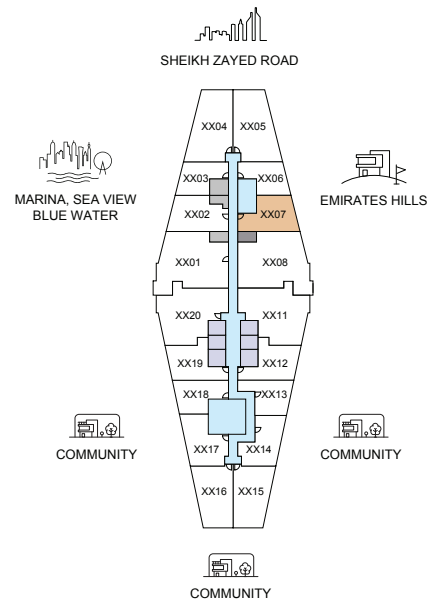 SHEIKH ZAYED ROAD
XX04 XX05
XX03 XX06
MARINA, SEA VIEW
BLUE WATER
EMIRATES HILLS
XX02 XX07
XX01 XX08
XX20 XX11
XX19 XX12
XX18 XX13
COMMUNITY
COMMUNITY
XX17 XX14
XX16 XX15
COMMUNITY